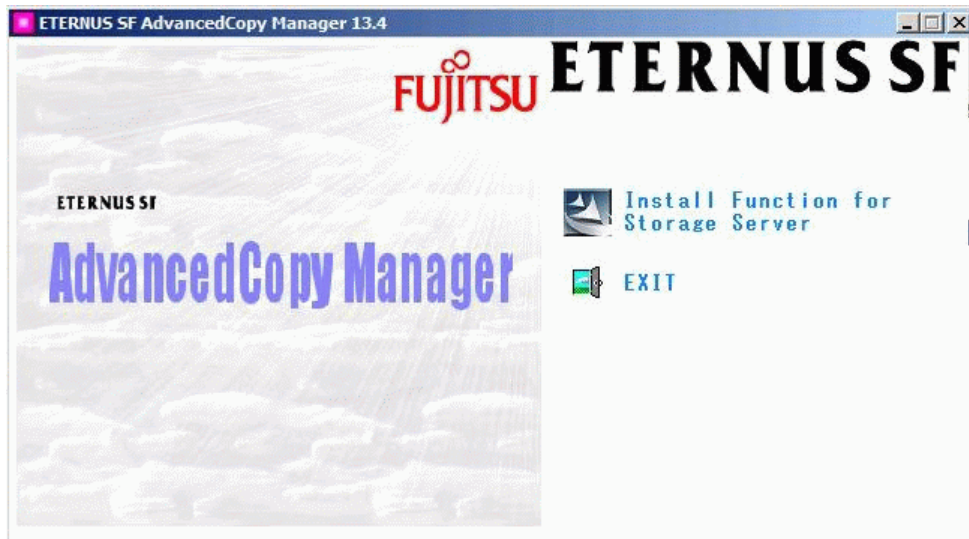 ETERNUS SF AdvancedCopy Manager 13.4
FUJITSU ETERNUS SF
ETERNUS SF
AdvancedCopy Manager
Install Function for
Storage Server
EXIT